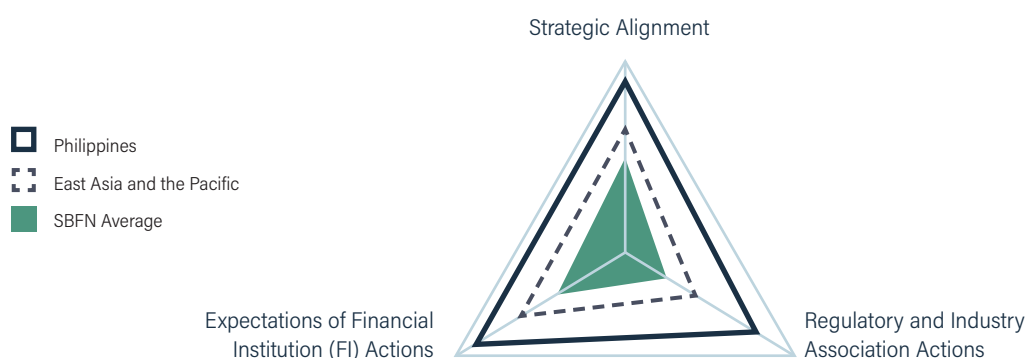 Strategic Alignment
Philippines
East Asia and the Pacific
SBFN Average
Expectations of Financial
Institution (FI) Actions
Regulatory and Industry
Association Actions